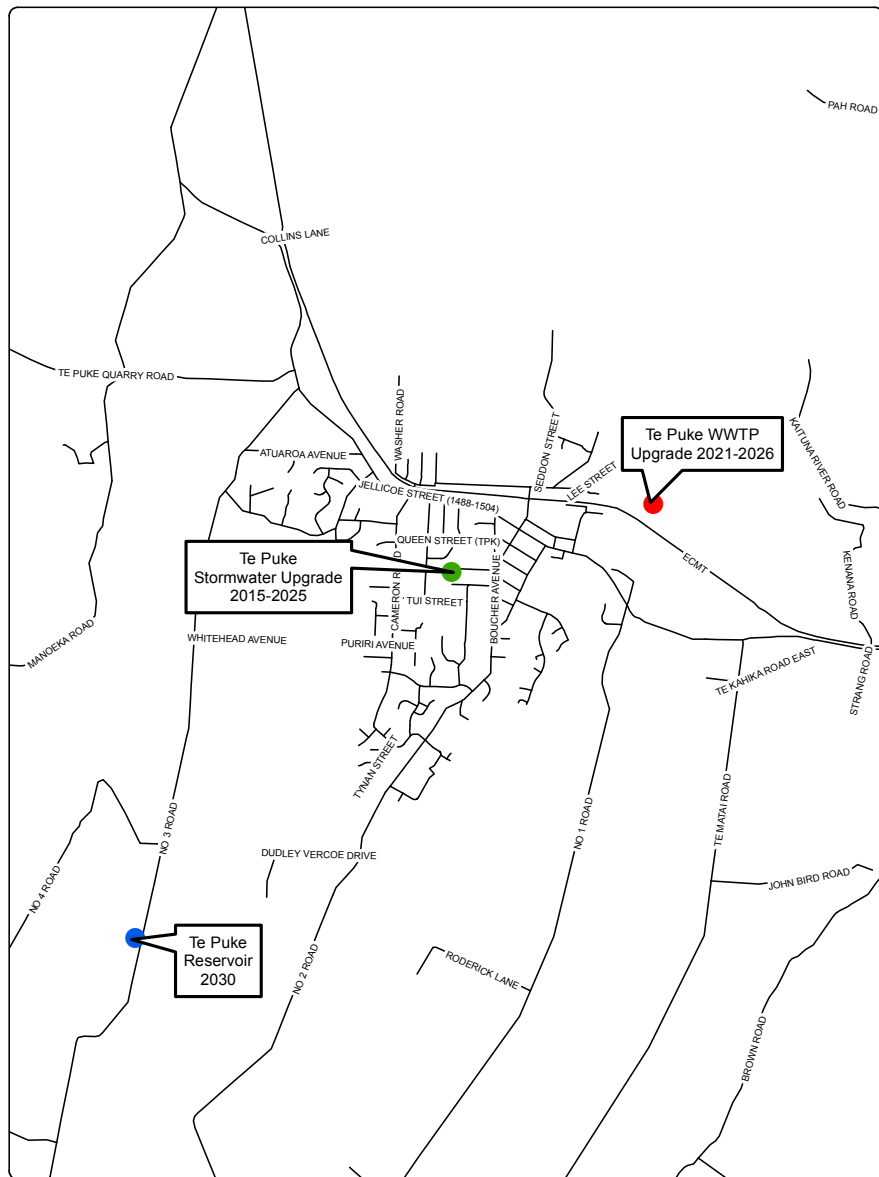 PAH ROAD
COLLINS LANE
TE PUKE QUARRY ROAD
WASHER ROAD
SEDDON STREET
Te Puke WWTP
Upgrade 2021-2026
KAITUNA RIVER ROAD
ATUAROA AVENUE
LEE STREET
JELLICOE STREET (1488-1504)
QUEEN STREET (TPK)
ECMT
Te Puke
Stormwater Upgrade
2015-2025
CAMERON ROAD
BOUCHER AVENUE
KENANA ROAD
TUI STREET
MANOEKA ROAD
WHITEHEAD AVENUE
PURIRI AVENUE
TE KAHIKA ROAD EAST
STRANG ROAD
TYNAN STREET
NO 3 ROAD
NO 1 ROAD
TE MATAI ROAD
DUDLEY VERCOE DRIVE
JOHN BIRD ROAD
NO 4 ROAD
Te Puke
Reservoir
2030
NO 2 ROAD
RODERICK LANE
BROWN ROAD